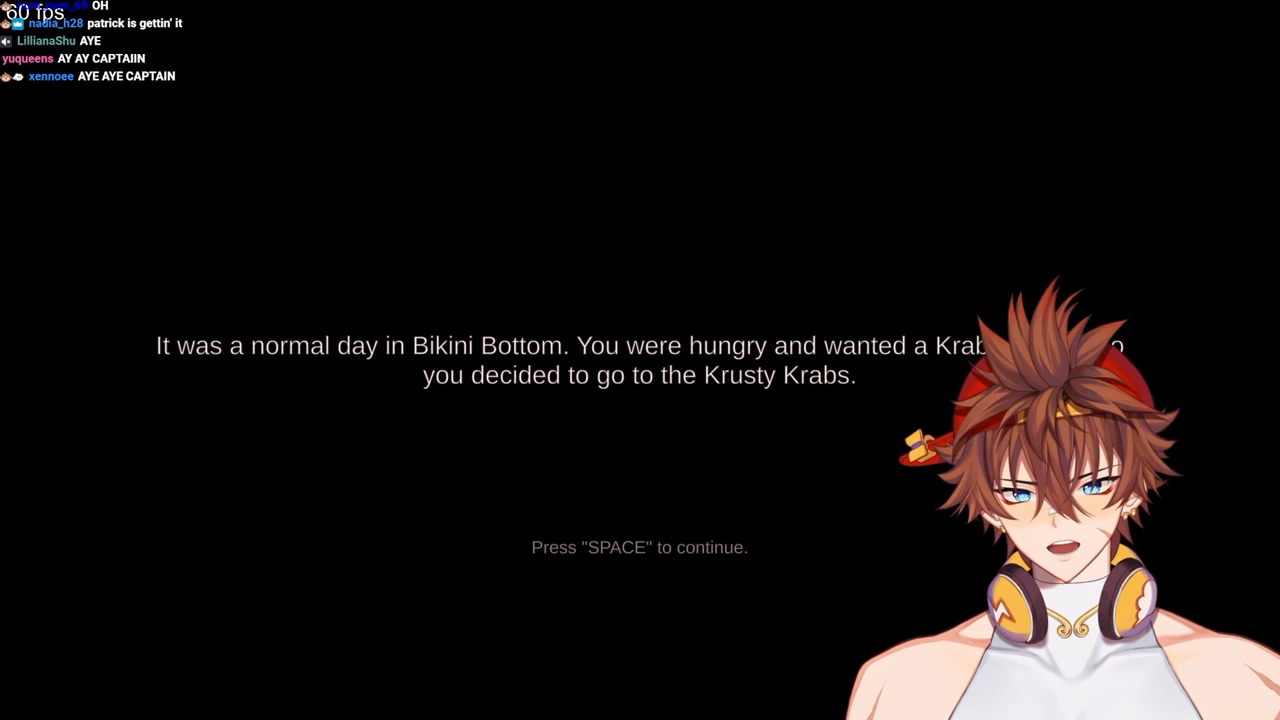 60 fps
OH
nadia_h28 patrick is gettin' it
LillianaShu AYE
yuqueens AY AY CAPTAIIN
xennoee AYE AYE CAPTAIN
It was a normal day in Bikini Bottom. You were hungry and wanted a
you decided to go to the Krusty Krabs.
Press "SPACE" to continue.